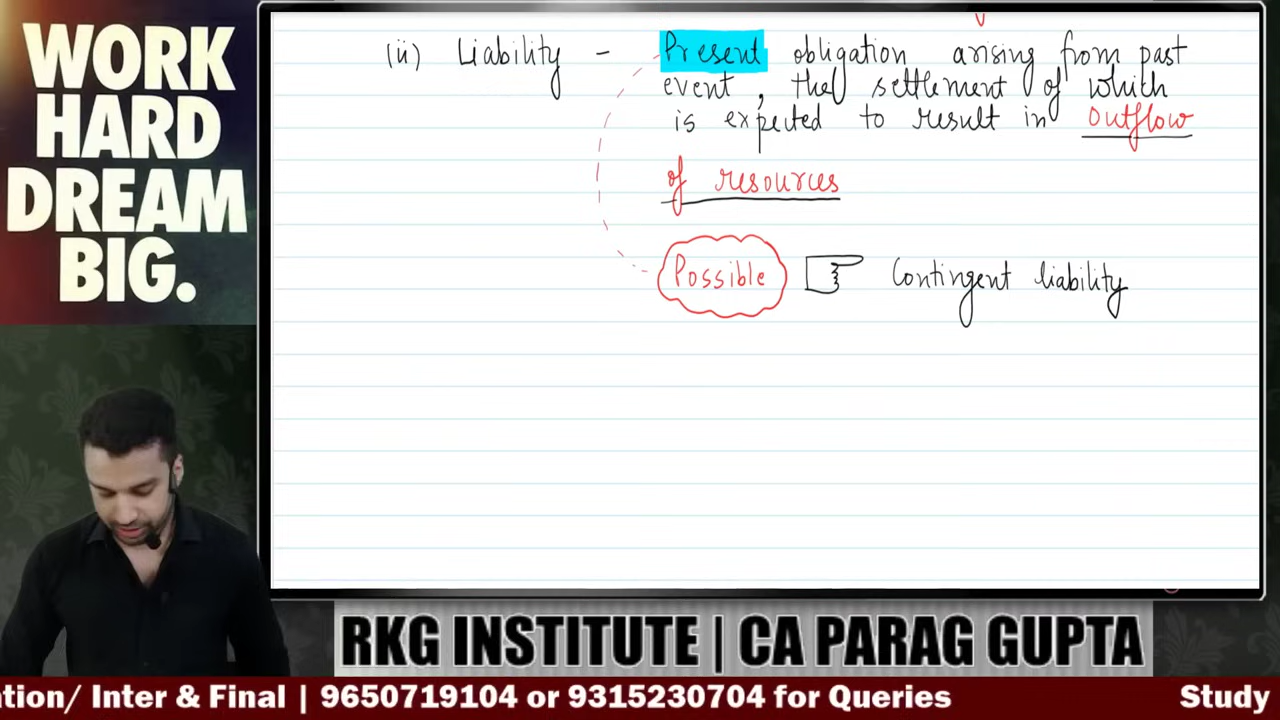 WORK
HARD
DREAM
BIG.
(ii) Liability - Present obligation arising from past
event, the settlement of which
is expected to result in outflow
of resources
Possible Contingent liability
RKG INSTITUTE | CA PARAG GUPTA
ation/ Inter & Final | 9650719104 or 9315230704 for Queries
Study